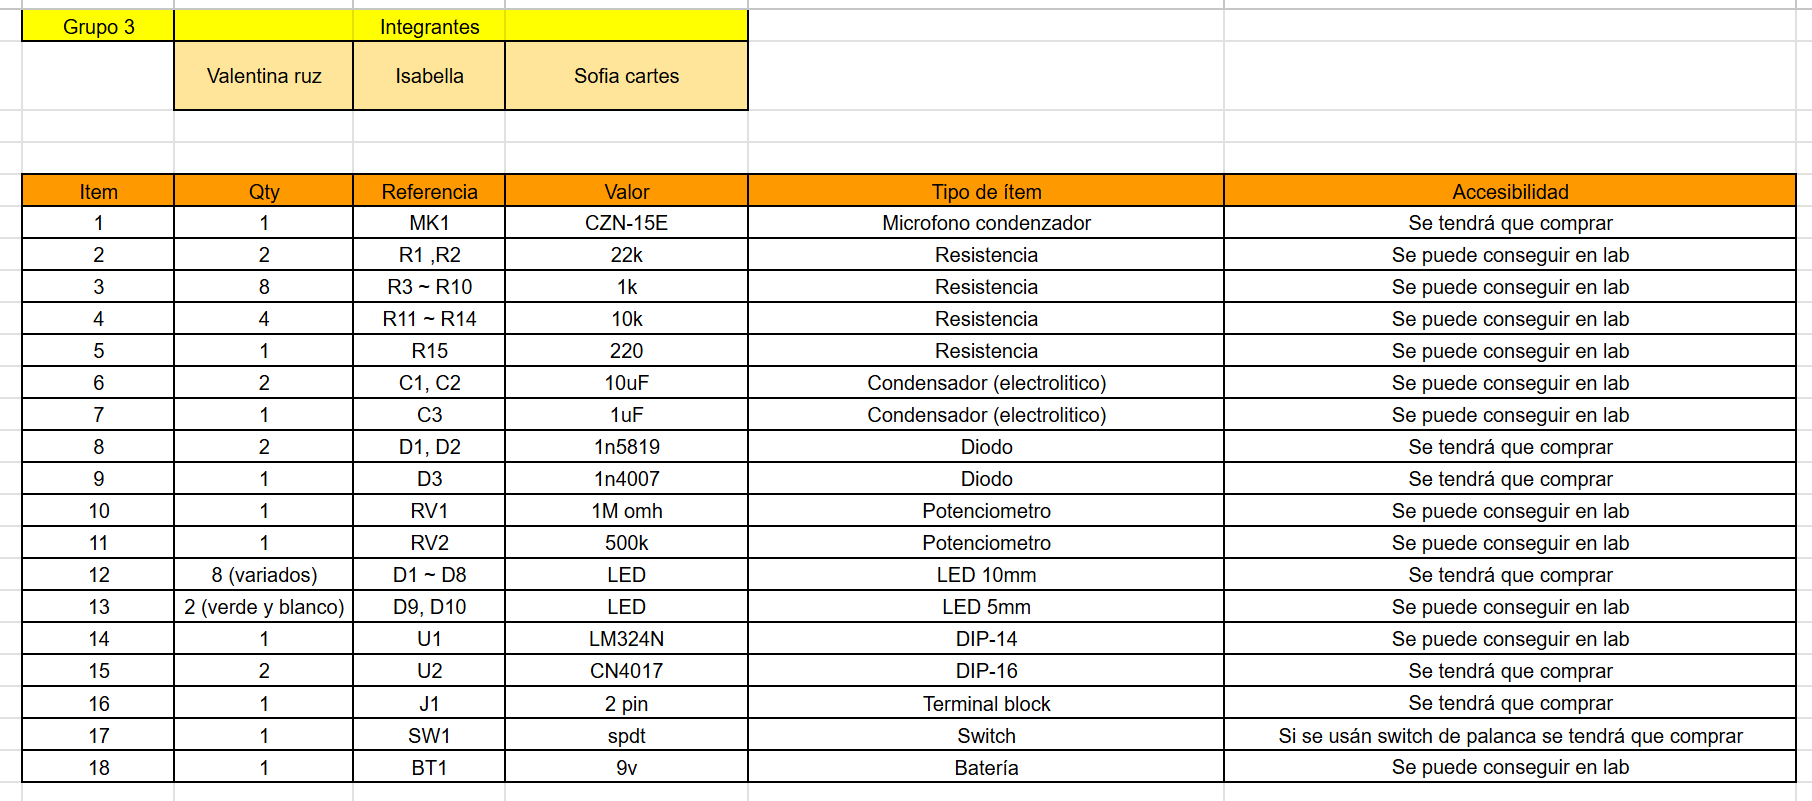 Grupo 3 Integrantes
Valentina ruz Isabella Sofia cartes
Item Qty Referencia Valor Tipo de ítem Accesibilidad
1 1 MK1 CZN-15E Microfono condenzador Se tendrá que comprar
2 2 R1 ,R2 22k Resistencia Se puede conseguir en lab
3 8 R3 ~ R10 1k Resistencia Se puede conseguir en lab
4 4 R11 ~ R14 10k Resistencia Se puede conseguir en lab
5 1 R15 220 Resistencia Se puede conseguir en lab
6 2 C1, C2 10uF Condensador (electrolitico) Se puede conseguir en lab
7 1 C3 1uF Condensador (electrolitico) Se puede conseguir en lab
8 2 D1, D2 1n5819 Diodo Se tendrá que comprar
9 1 D3 1n4007 Diodo Se tendrá que comprar
10 1 RV1 1M omh Potenciometro Se puede conseguir en lab
11 1 RV2 500k Potenciometro Se puede conseguir en lab
12 8 (variados) D1 ~ D8 LED LED 10mm Se tendrá que comprar
13 2 (verde y blanco) D9, D10 LED LED 5mm Se puede conseguir en lab
14 1 U1 LM324N DIP-14 Se puede conseguir en lab
15 2 U2 CN4017 DIP-16 Se tendrá que comprar
16 1 J1 2 pin Terminal block Se tendrá que comprar
17 1 SW1 spdt Switch Si se usán switch de palanca se tendrá que comprar
18 1 BT1 9v Batería Se puede conseguir en lab